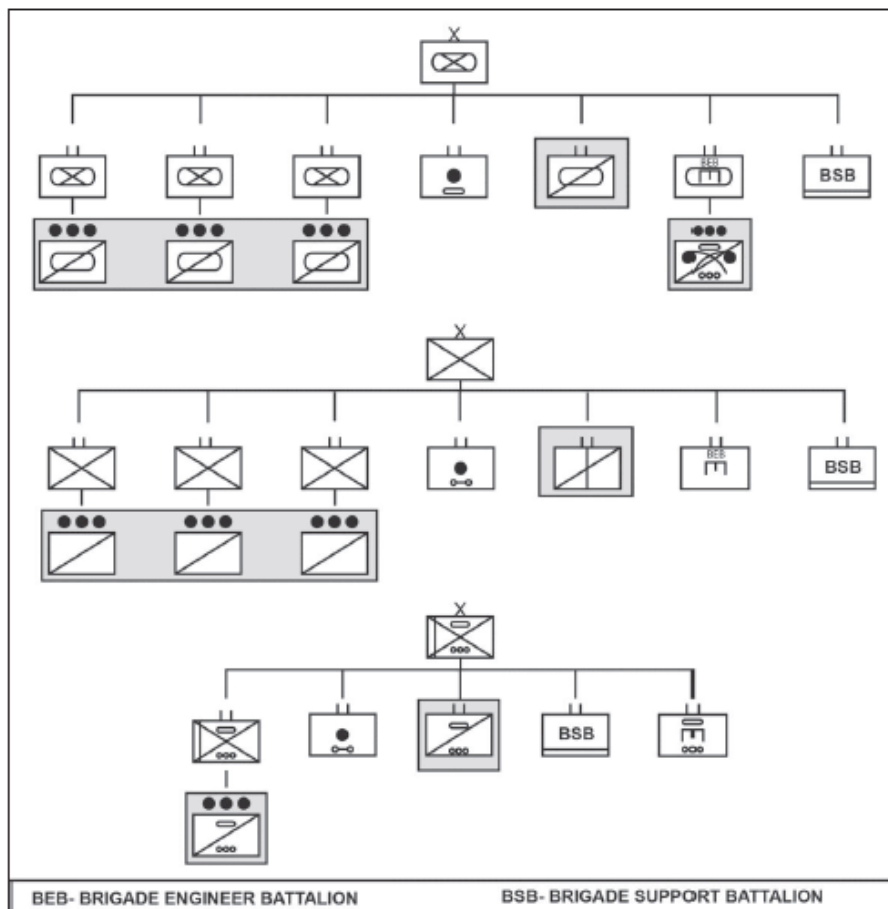 X
BEB
BSB
X
BEB
BSB
X
BSB
BEB- BRIGADE ENGINEER BATTALION BSB- BRIGADE SUPPORT BATTALION